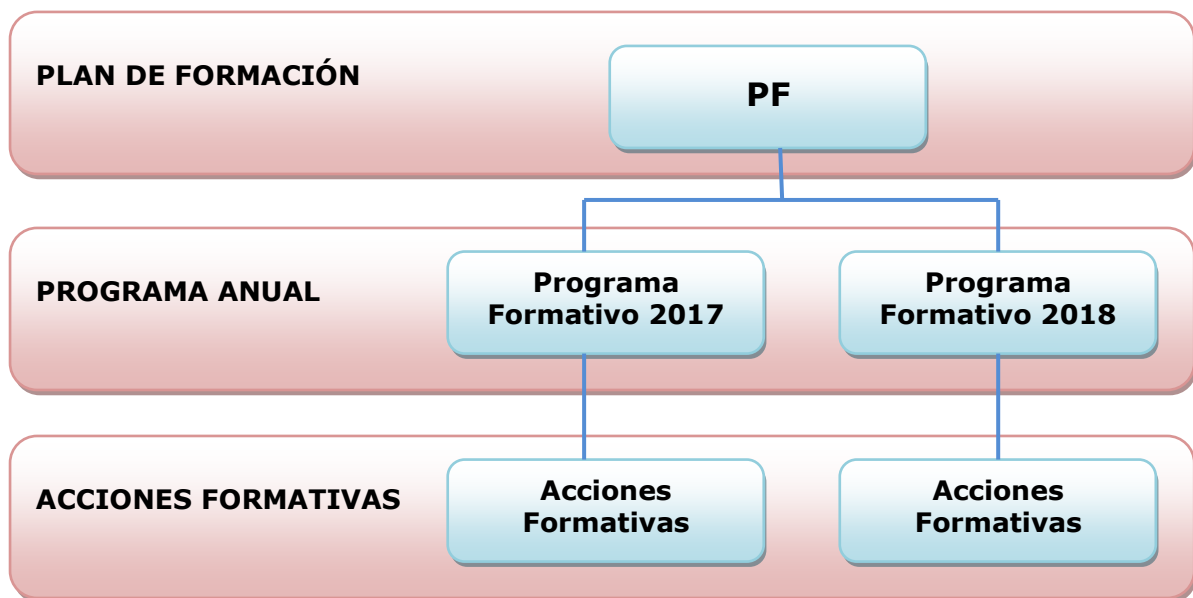 PLAN DE FORMACIÓN
PF
PROGRAMA ANUAL
Programa
Formativo 2017
Programa
Formativo 2018
ACCIONES FORMATIVAS
Acciones
Formativas
Acciones
Formativas